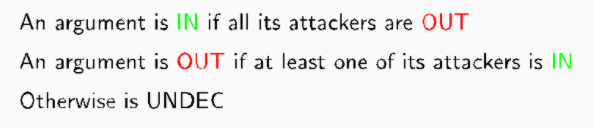 An argument is IN if all its attackers are OUT
An argument is OUT if at least one of its attackers is IN
Otherwise is UNDEC